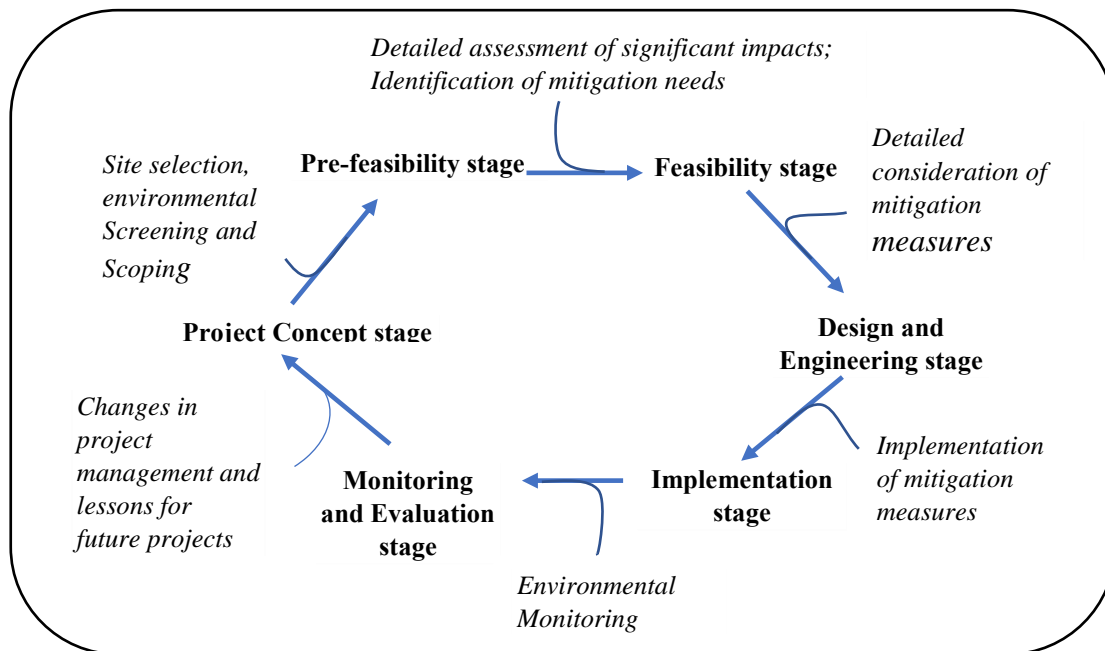 Detailed assessment of significant impacts;
Identification of mitigation needs
Site selection,
environmental
Screening and
Scoping
Pre-feasibility stage
Feasibility stage
Detailed
consideration of
mitigation
measures
Project Concept stage
Design and
Engineering stage
Changes in
project
management and
lessons for
future projects
Monitoring
and Evaluation
stage
Implementation
stage
Implementation
of mitigation
measures
Environmental
Monitoring